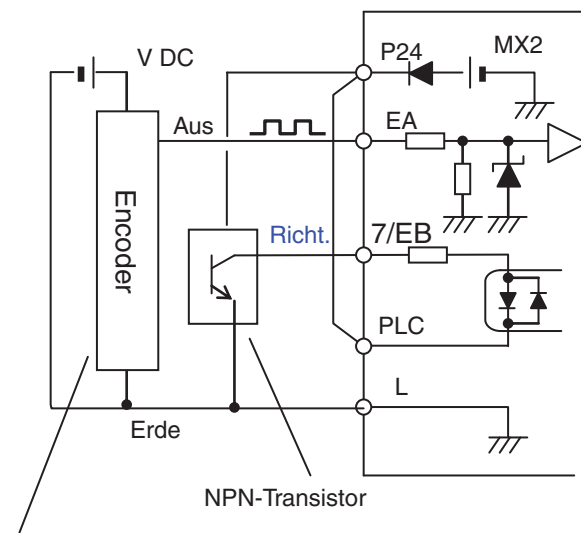 V DC
P24
MX2
Aus
EA
Encoder
Richt.
7/EB
PLC
L
Erde
NPN-Transistor